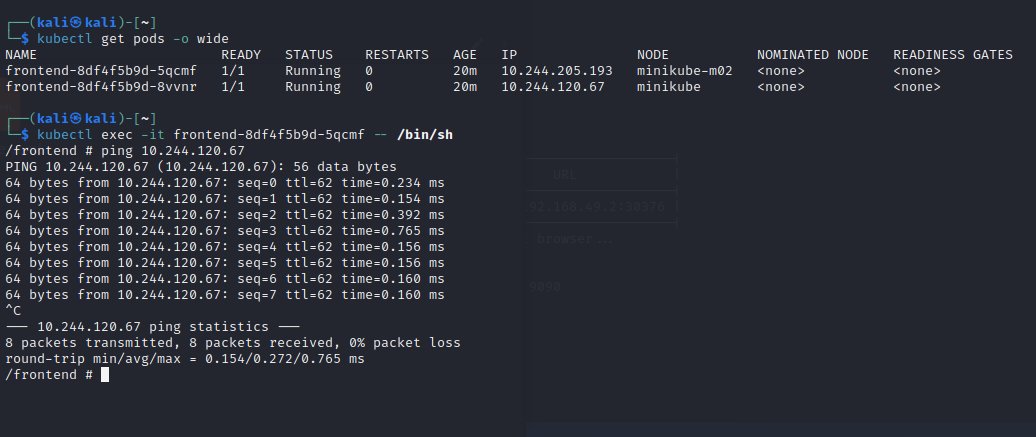 ┌──(kali㉿kali)-[~]
└─$ kubectl get pods -o wide
NAME                       READY   STATUS    RESTARTS   AGE   IP               NODE           NOMINATED NODE   READINESS GATES
frontend-8df4f5b9d-5qcmf   1/1     Running   0          20m   10.244.205.193   minikube-m02   <none>           <none>
frontend-8df4f5b9d-8vvnr   1/1     Running   0          20m   10.244.120.67    minikube       <none>           <none>
┌──(kali㉿kali)-[~]
└─$ kubectl exec -it frontend-8df4f5b9d-5qcmf -- /bin/sh
/frontend # ping 10.244.120.67
PING 10.244.120.67 (10.244.120.67): 56 data bytes
64 bytes from 10.244.120.67: seq=0 ttl=62 time=0.234 ms
64 bytes from 10.244.120.67: seq=1 ttl=62 time=0.154 ms
64 bytes from 10.244.120.67: seq=2 ttl=62 time=0.392 ms
64 bytes from 10.244.120.67: seq=3 ttl=62 time=0.765 ms
64 bytes from 10.244.120.67: seq=4 ttl=62 time=0.156 ms
64 bytes from 10.244.120.67: seq=5 ttl=62 time=0.156 ms
64 bytes from 10.244.120.67: seq=6 ttl=62 time=0.160 ms
64 bytes from 10.244.120.67: seq=7 ttl=62 time=0.160 ms
^C
--- 10.244.120.67 ping statistics ---
8 packets transmitted, 8 packets received, 0% packet loss
round-trip min/avg/max = 0.154/0.272/0.765 ms
/frontend #
URL
browser...
9090